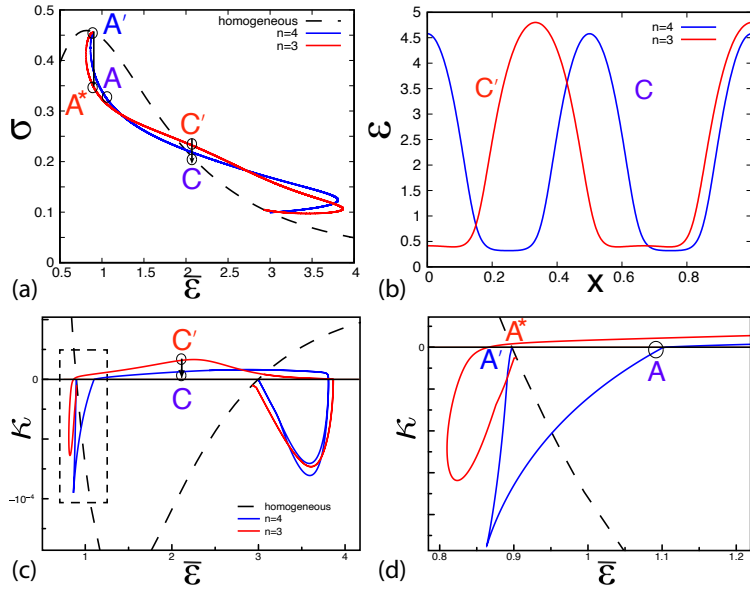 homogeneous
n=4
n=3
A′
A
A*
C′
C
0.5
0.4
0.3
0.2
0.1
0
σ
0.5 1 1.5 2 2.5 3 3.5 4
ε̅
(a)
n=4
n=3
C′
C
5
4.5
4
3.5
3
2.5
2
1.5
1
0.5
0
ε
0 0.2 0.4 0.6 0.8
x
(b)
C′
C
0
−10⁻⁴
κ
homogeneous
n=4
n=3
1 2 3 4
ε̅
(c)
A*
A′
A
0
κ
0.8 0.9 1 1.1 1.2
ε̅
(d)